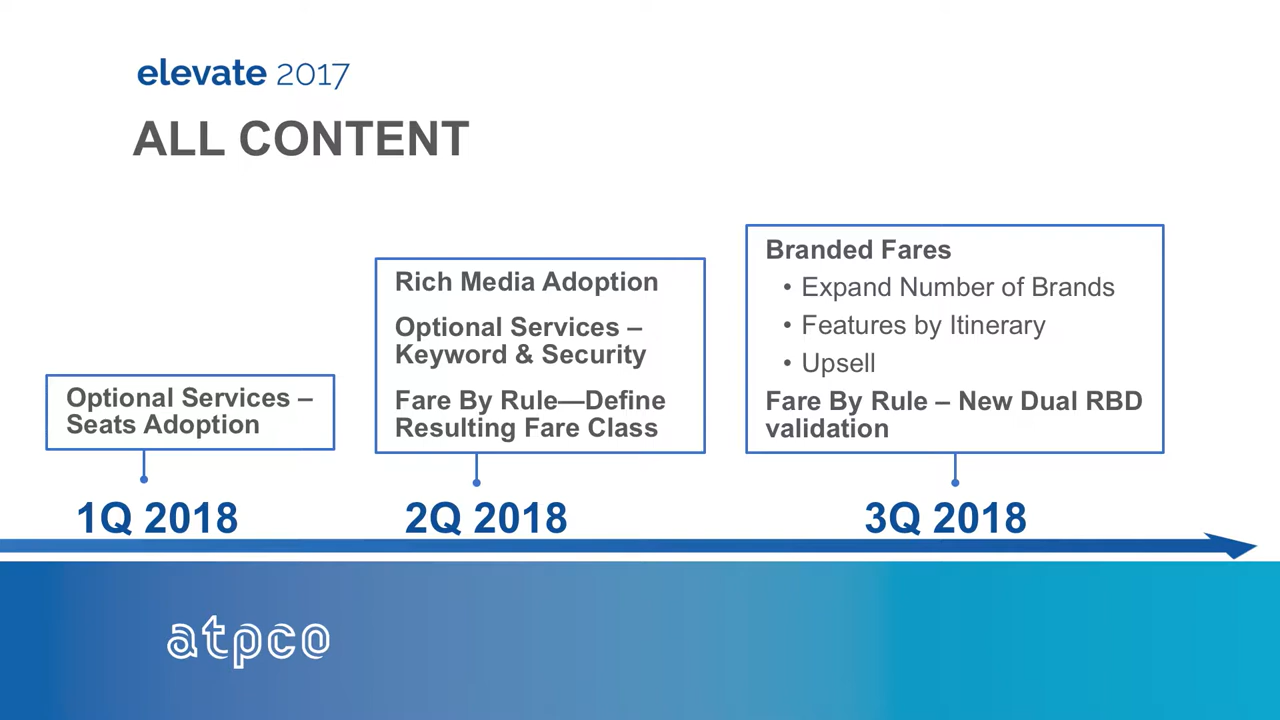 elevate 2017
ALL CONTENT
Optional Services –
Seats Adoption
1Q 2018
Rich Media Adoption
Optional Services –
Keyword & Security
Fare By Rule—Define
Resulting Fare Class
2Q 2018
Branded Fares
• Expand Number of Brands
• Features by Itinerary
• Upsell
Fare By Rule – New Dual RBD
validation
3Q 2018
atpco